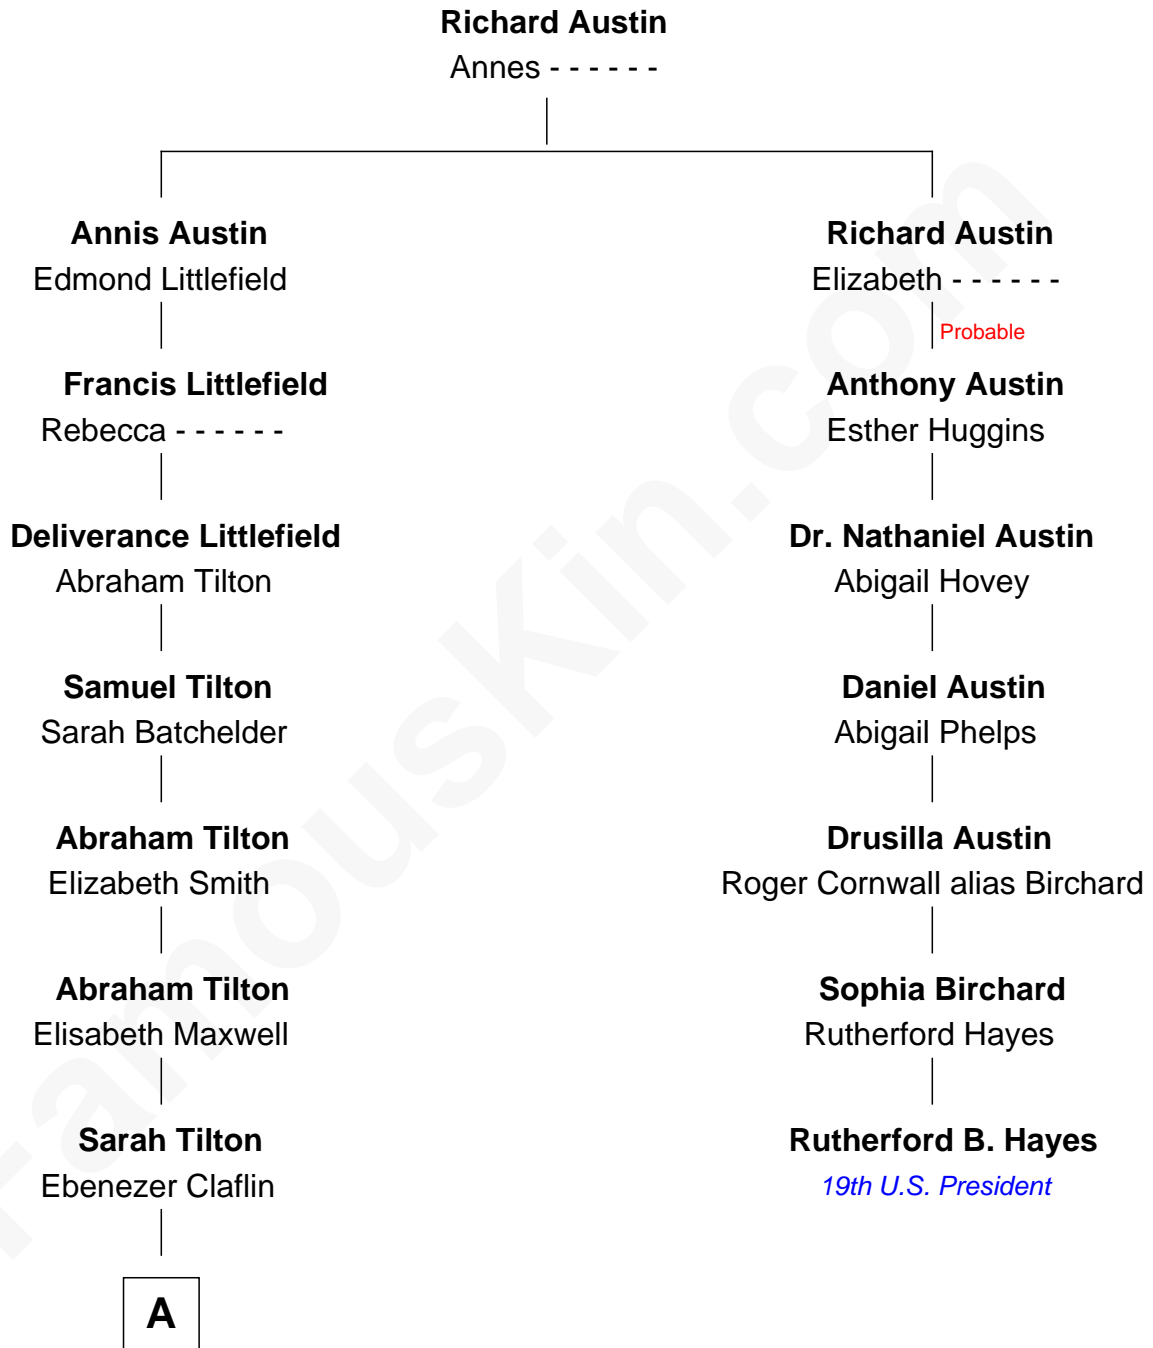 Richard Austin
Annes - - - - - -
Annis Austin
Edmond Littlefield
Richard Austin
Elizabeth - - - - - -
Probable
Francis Littlefield
Rebecca - - - - - -
Anthony Austin
Esther Huggins
Deliverance Littlefield
Abraham Tilton
Dr. Nathaniel Austin
Abigail Hovey
Samuel Tilton
Sarah Batchelder
Daniel Austin
Abigail Phelps
Abraham Tilton
Elizabeth Smith
Drusilla Austin
Roger Cornwall alias Birchard
Abraham Tilton
Elisabeth Maxwell
Sophia Birchard
Rutherford Hayes
Sarah Tilton
Ebenezer Claflin
Rutherford B. Hayes
19th U.S. President
A
FamousKin.com